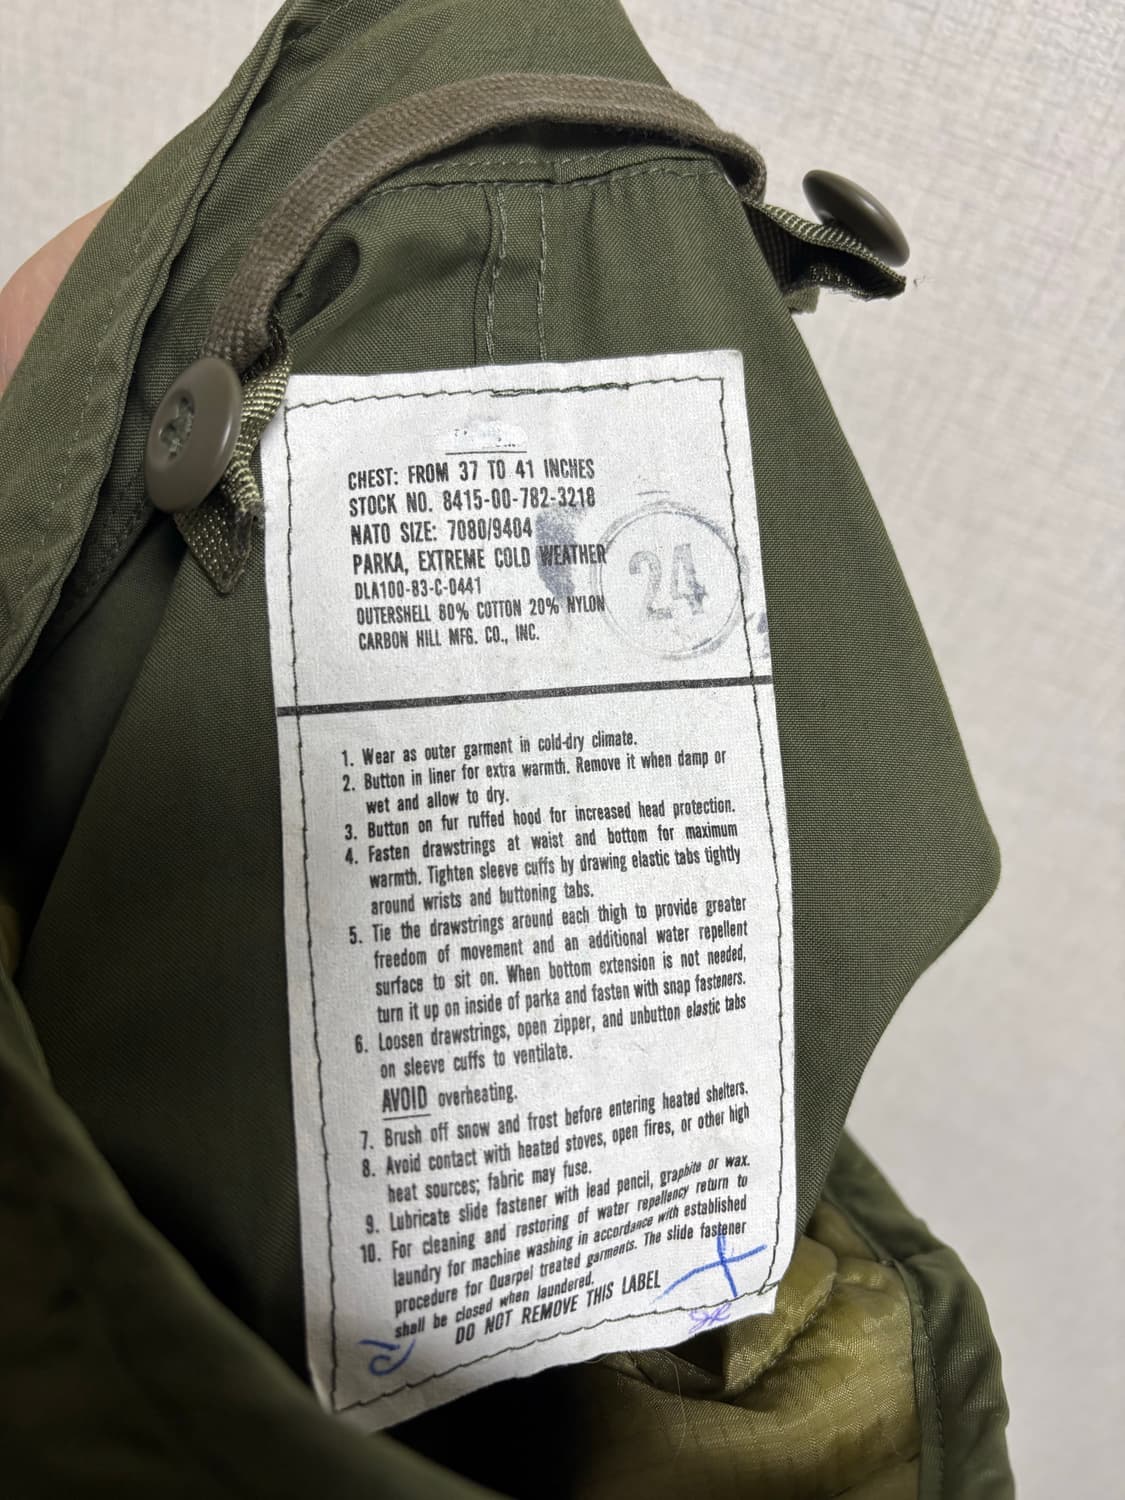 CHEST: FROM 37 TO 41 INCHES
STOCK NO. 8415-00-782-3218
NATO SIZE: 7080/9404
PARKA, EXTREME COLD WEATHER
DLA100-83-C-0441
OUTERSHELL 80% COTTON 20% NYLON
CARBON HILL MFG. CO., INC.
24
1. Wear as outer garment in cold-dry climate.
2. Button in liner for extra warmth. Remove it when damp or
wet and allow to dry.
3. Button on fur ruffed hood for increased head protection.
4. Fasten drawstrings at waist and bottom for maximum
warmth. Tighten sleeve cuffs by drawing elastic tabs tightly
around wrists and buttoning tabs.
5. Tie the drawstrings around each thigh to provide greater
freedom of movement and an additional water repellent
surface to sit on. When bottom extension is not needed,
turn it up on inside of parka and fasten with snap fasteners.
6. Loosen drawstrings, open zipper, and unbutton elastic tabs
on sleeve cuffs to ventilate.
AVOID overheating.
7. Brush off snow and frost before entering heated shelters.
8. Avoid contact with heated stoves, open fires, or other high
heat sources; fabric may fuse.
9. Lubricate slide fastener with lead pencil, graphite or wax.
10. For cleaning and restoring of water repellency return to
laundry for machine washing in accordance with established
procedure for Quarpel treated garments. The slide fastener
shall be closed when laundered.
DO NOT REMOVE THIS LABEL